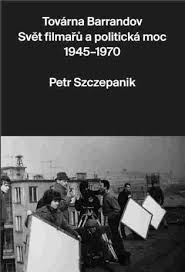 Továrna Barrandov
Svět filmařů a politická moc
1945–1970
Petr Szczepanik